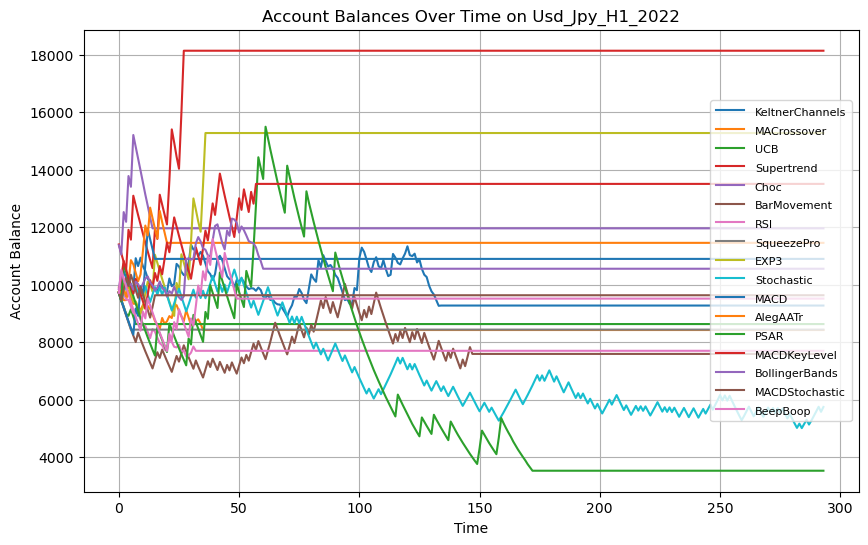 Account Balances Over Time on Usd_Jpy_H1_2022
18000
16000
14000
12000
10000
8000
6000
4000
Account Balance
KeltnerChannels
MACrossover
UCB
Supertrend
Choc
BarMovement
RSI
SqueezePro
EXP3
Stochastic
MACD
AlegAATr
PSAR
MACDKeyLevel
BollingerBands
MACDStochastic
BeepBoop
0 50 100 150 200 250 300
Time